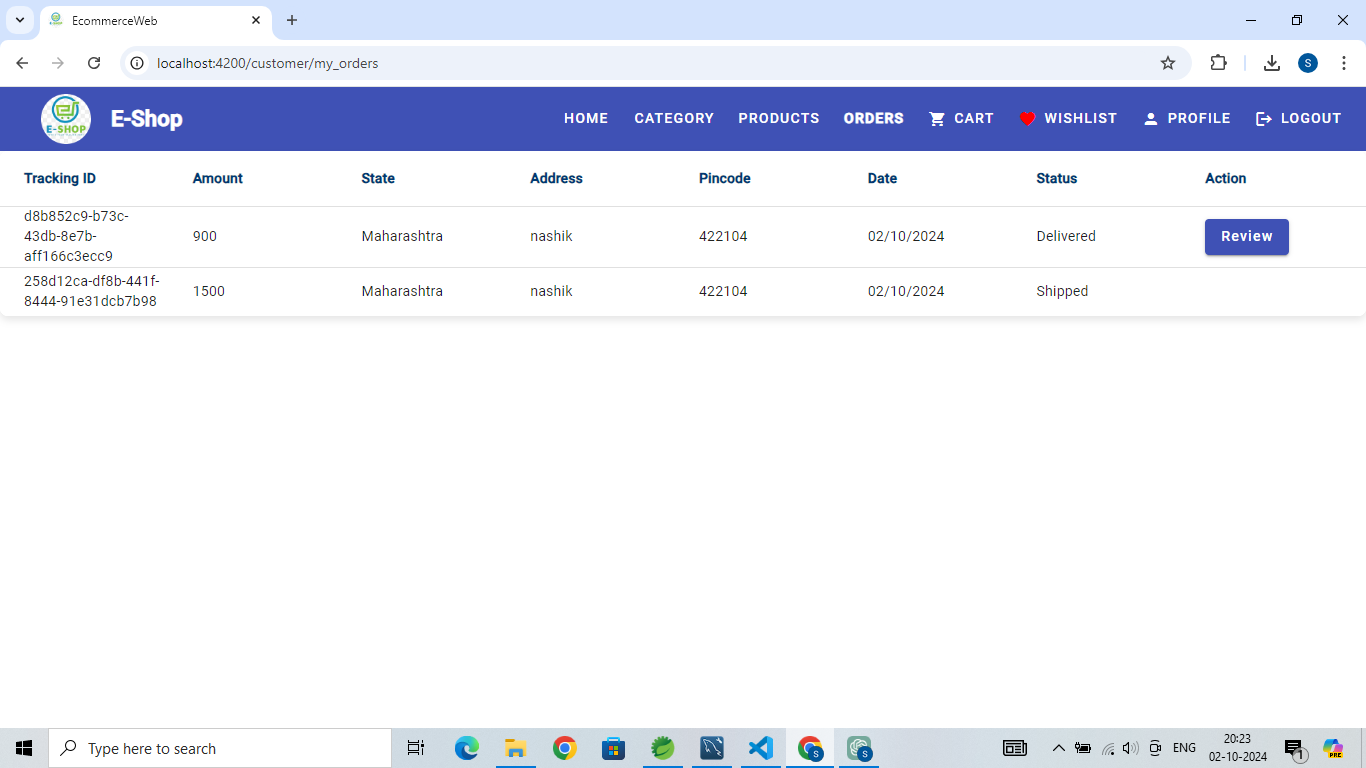 EcommerceWeb
localhost:4200/customer/my_orders
S
E-SHOP
E-Shop
HOME CATEGORY PRODUCTS ORDERS CART WISHLIST PROFILE LOGOUT
Tracking ID Amount State Address Pincode Date Status Action
d8b852c9-b73c-
43db-8e7b-
aff166c3ecc9
900 Maharashtra nashik 422104 02/10/2024 Delivered Review
258d12ca-df8b-441f-
8444-91e31dcb7b98
1500 Maharashtra nashik 422104 02/10/2024 Shipped
Type here to search
S
S
ENG
20:23
02-10-2024
1
PRE